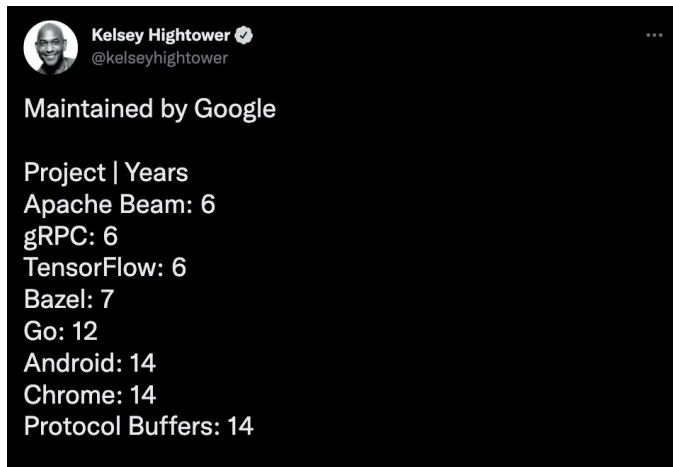 Kelsey Hightower
@kelseyhightower
Maintained by Google
Project | Years
Apache Beam: 6
gRPC: 6
TensorFlow: 6
Bazel: 7
Go: 12
Android: 14
Chrome: 14
Protocol Buffers: 14